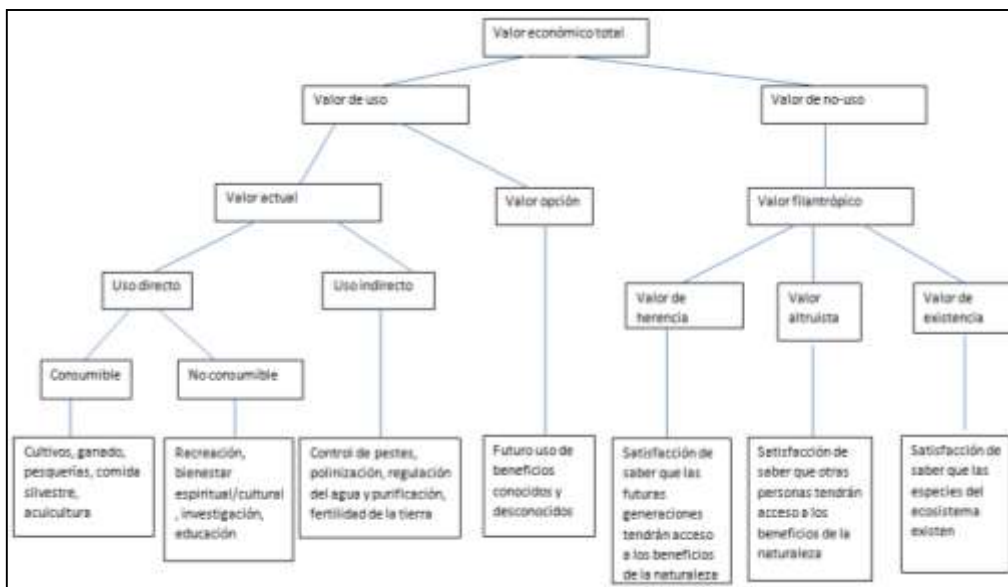 Valor económico total
Valor de uso
Valor de no-uso
Valor actual
Valor opción
Valor filantrópico
Uso directo
Uso indirecto
Valor de
herencia
Valor
altruista
Valor de
existencia
Consumible
No consumible
Cultivos, ganado,
pesquerías, comida
silvestre,
acuicultura
Recreación,
bienestar
espiritual/cultural
, investigación,
educación
Control de pestes,
polinización, regulación
del agua y purificación,
fertilidad de la tierra
Futuro uso de
beneficios
conocidos y
desconocidos
Satisfacción de
saber que las
futuras
generaciones
tendrán acceso
a los beneficios
de la naturaleza
Satisfacción de
saber que otras
personas tendrán
acceso a los
beneficios de la
naturaleza
Satisfacción de
saber que las
especies del
ecosistema
existen